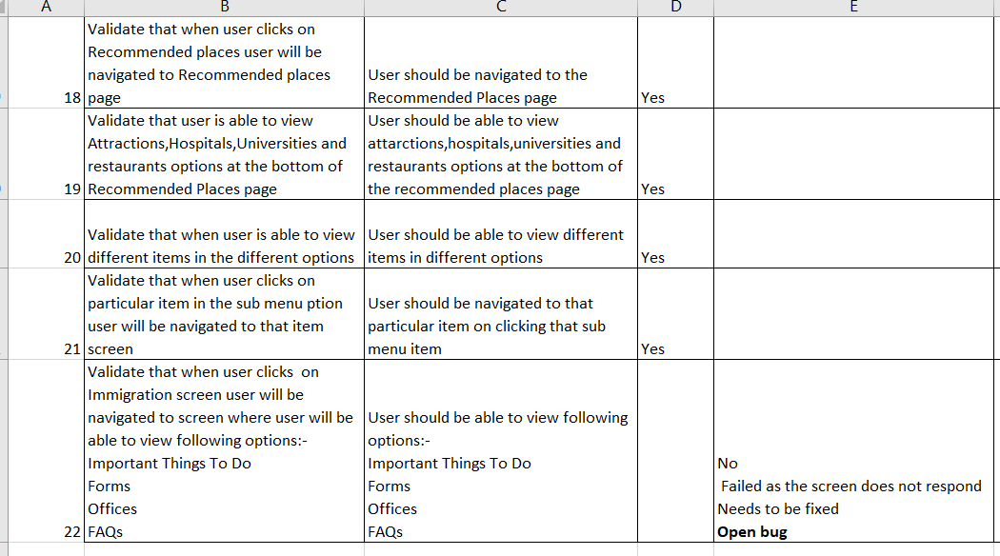 A B C D E
Validate that when user clicks on
Recommended places user will be
navigated to Recommended places
page
User should be navigated to the
Recommended Places page
18
Yes
Validate that user is able to view
Attractions,Hospitals,Universities and
restaurants options at the bottom of
Recommended Places page
User should be able to view
attarctions,hospitals,universities and
restaurants options at the bottom of
the recommended places page
19
Yes
Validate that when user is able to view
different items in the different options
User should be able to view different
items in different options
20
Yes
Validate that when user clicks on
particular item in the sub menu ption
user will be navigated to that item
screen
User should be navigated to that
particular item on clicking that sub
menu item
21
Yes
Validate that when user clicks  on
Immigration screen user will be
navigated to screen where user will be
able to view following options:-
Important Things To Do
Forms
Offices
FAQs
User should be able to view following
options:-
Important Things To Do
Forms
Offices
FAQs
22
No
Failed as the screen does not respond
Needs to be fixed
Open bug